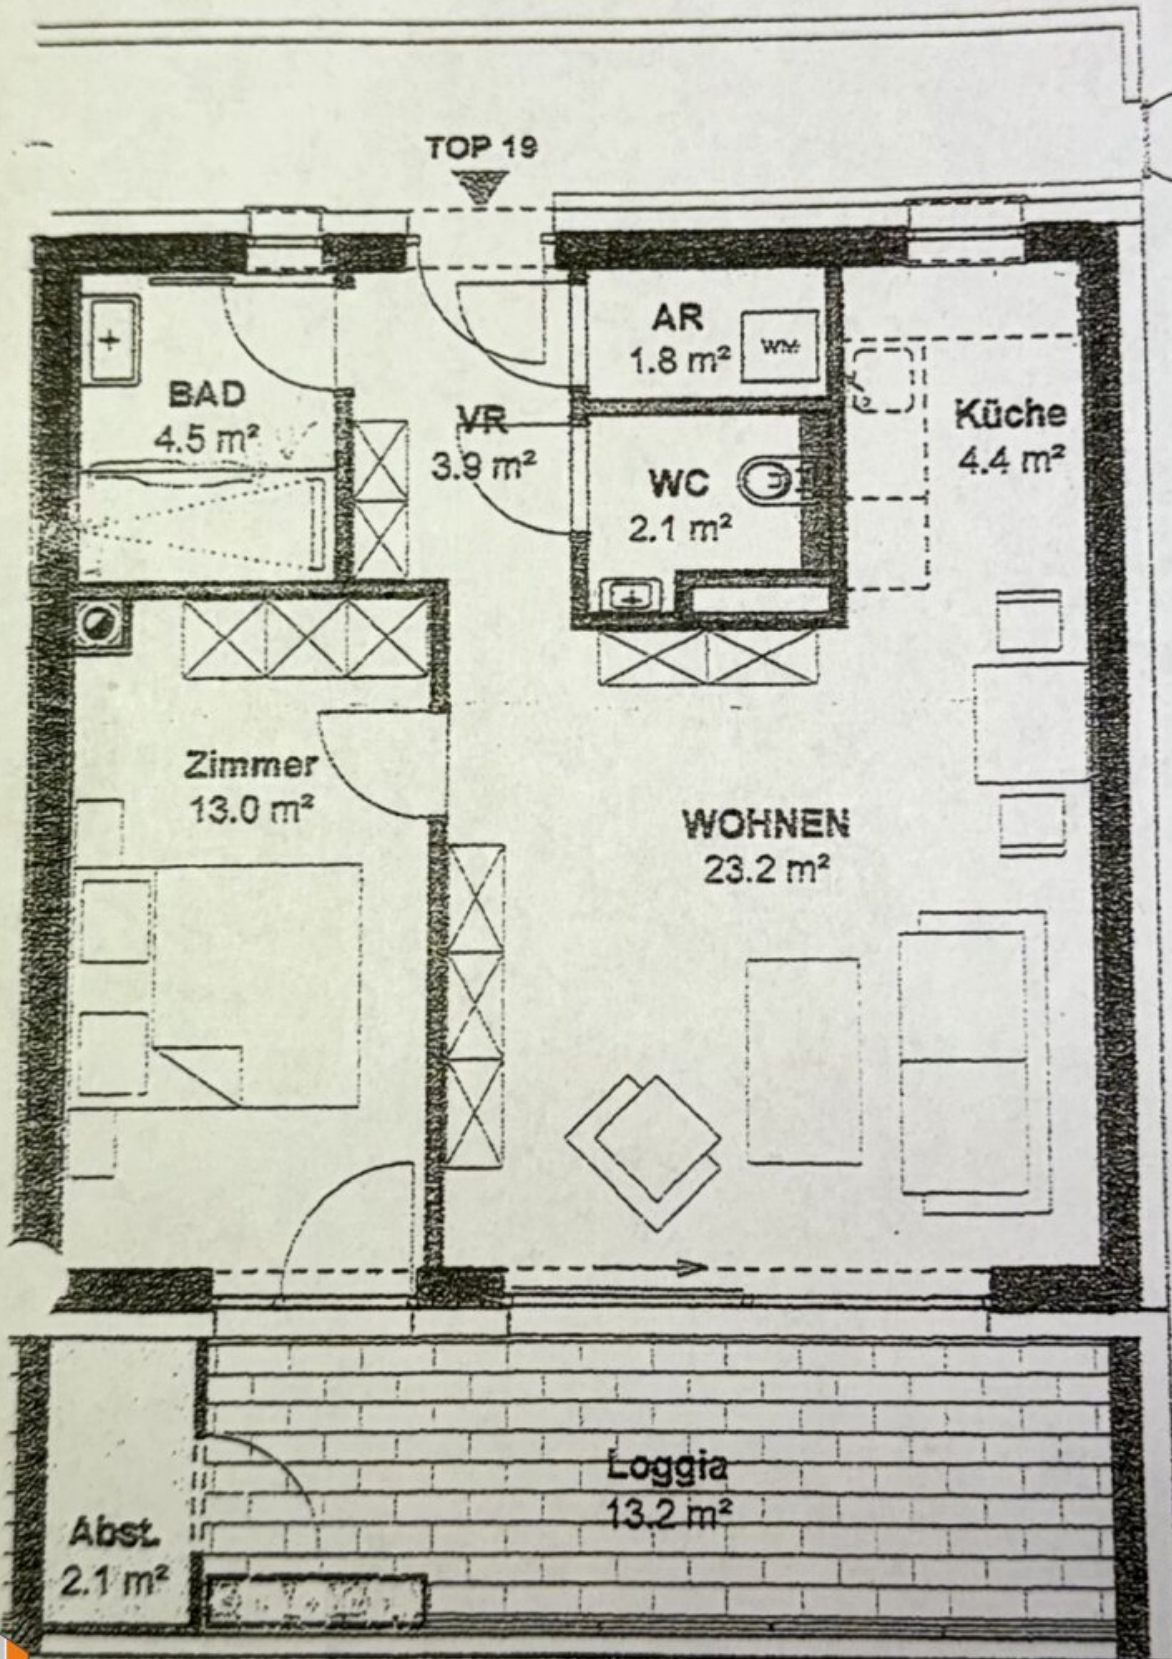 TOP 19
AR
1.8 m²
WM
BAD
4.5 m²
VR
3.9 m²
Küche
4.4 m²
WC
2.1 m²
Zimmer
13.0 m²
WOHNEN
23.2 m²
Loggia
13.2 m²
Abst.
2.1 m²